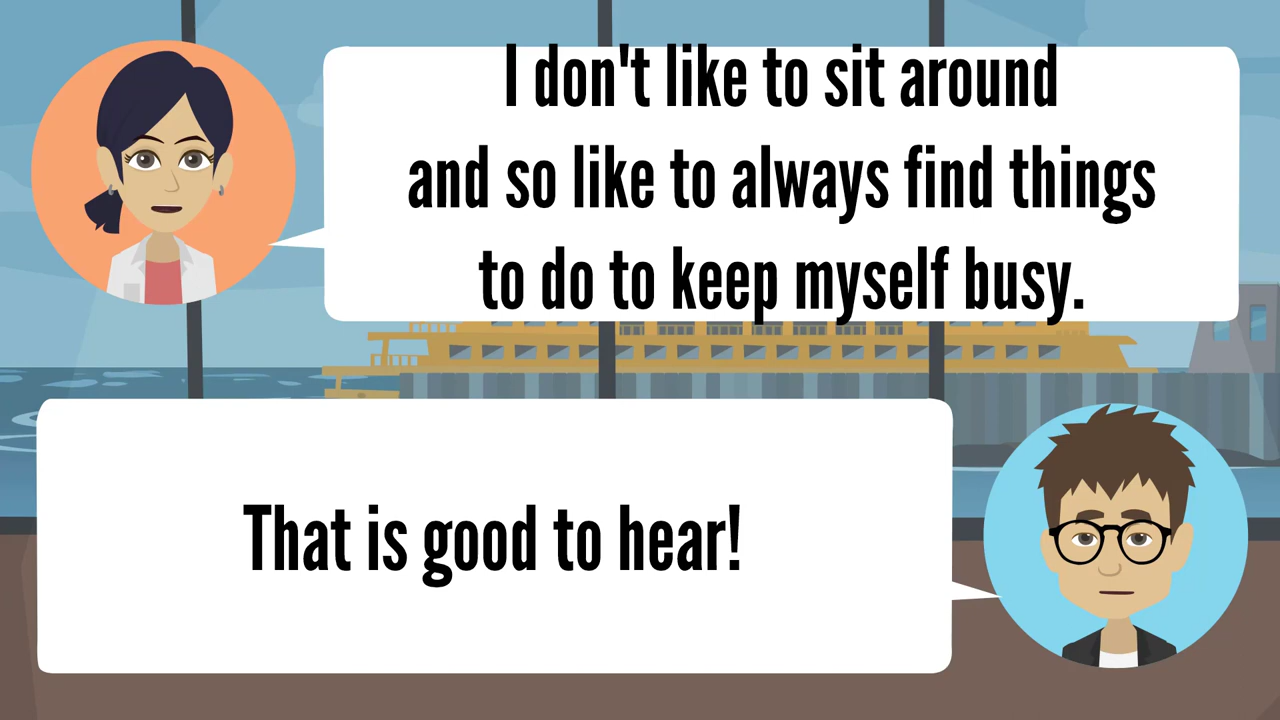 I don't like to sit around
and so like to always find things
to do to keep myself busy.
That is good to hear!